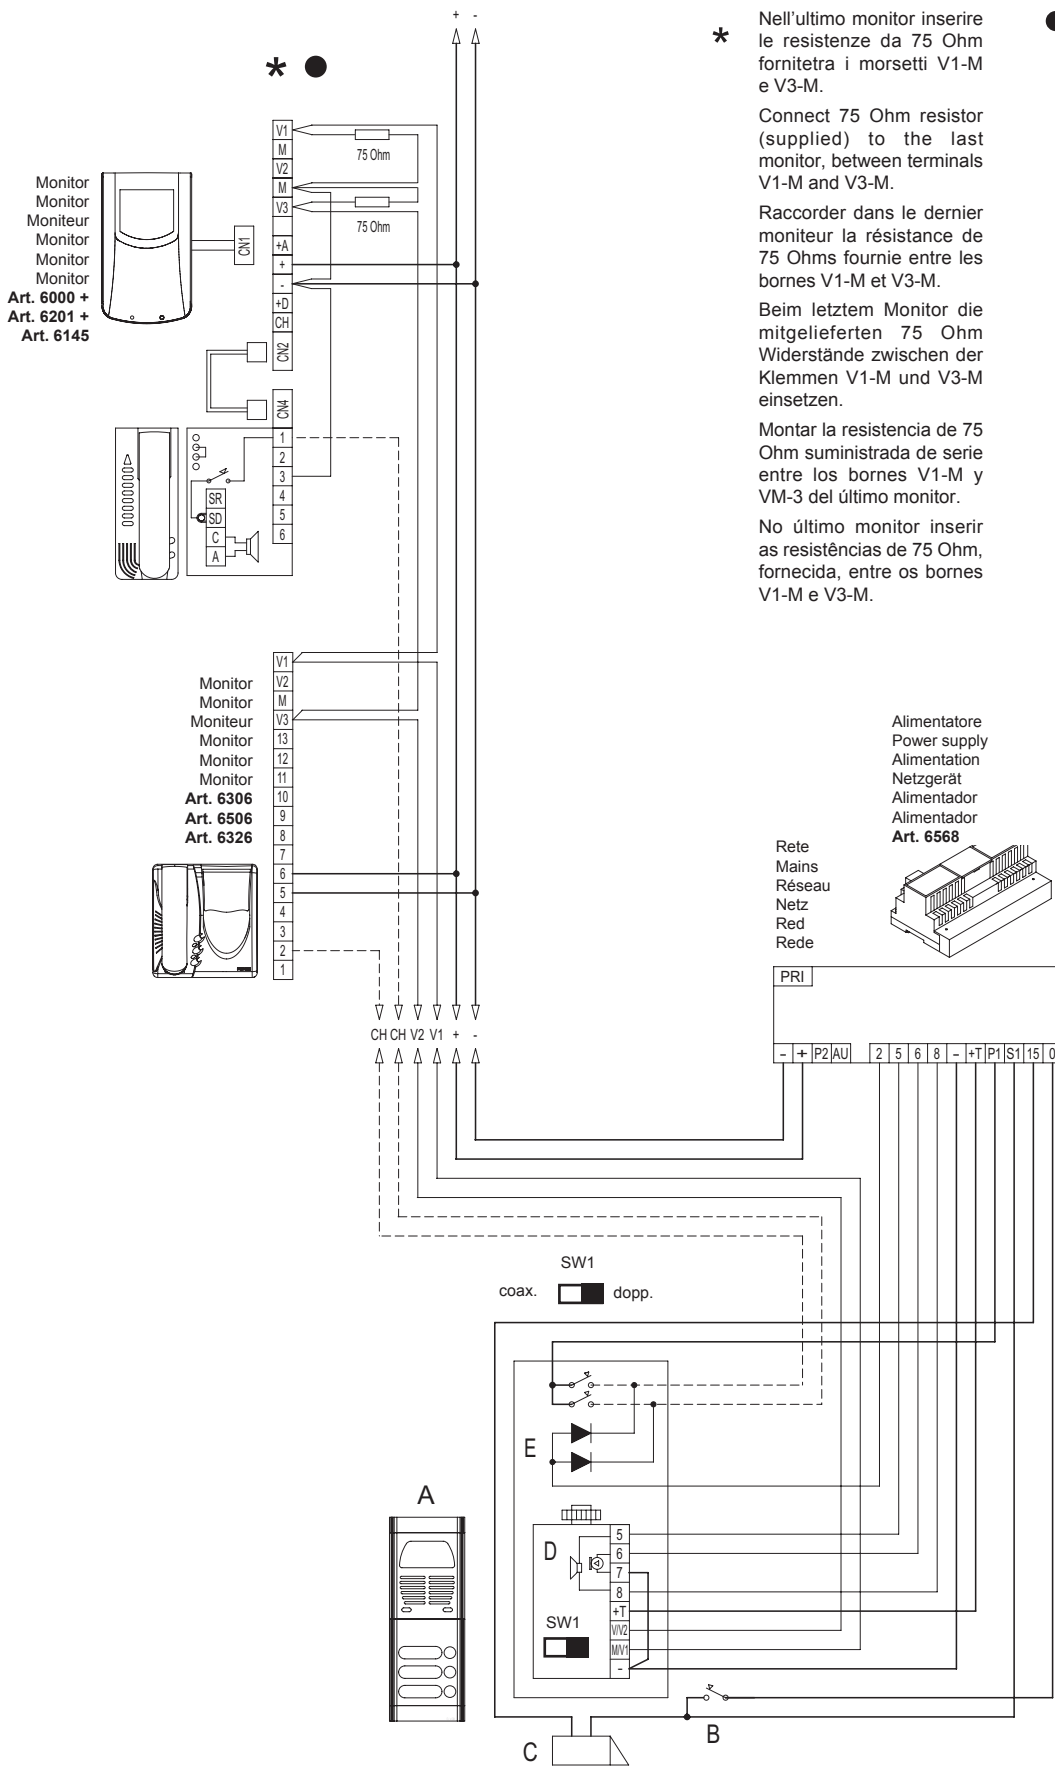 + -
*
Nell'ultimo monitor inserire
le resistenze da 75 Ohm
fornitetra i morsetti V1-M
e V3-M.
Connect 75 Ohm resistor
(supplied) to the last
monitor, between terminals
V1-M and V3-M.
Raccorder dans le dernier
moniteur la résistance de
75 Ohms fournie entre les
bornes V1-M et V3-M.
Beim letztem Monitor die
mitgelieferten 75 Ohm
Widerstände zwischen der
Klemmen V1-M und V3-M
einsetzen.
Montar la resistencia de 75
Ohm suministrada de serie
entre los bornes V1-M y
VM-3 del último monitor.
No último monitor inserir
as resistências de 75 Ohm,
fornecida, entre os bornes
V1-M e V3-M.
*
V1
M
V2
M
V3
+A
+
-
+D
CH
CN2
CN4
1
2
3
4
5
6
75 Ohm
75 Ohm
CN1
Monitor
Monitor
Moniteur
Monitor
Monitor
Monitor
Art. 6000 +
Art. 6201 +
Art. 6145
SR
SD
C
A
V1
V2
M
V3
13
12
11
10
9
8
7
6
5
4
3
2
1
Monitor
Monitor
Moniteur
Monitor
Monitor
Monitor
Art. 6306
Art. 6506
Art. 6326
CH CH V2 V1 + -
Alimentatore
Power supply
Alimentation
Netzgerät
Alimentador
Alimentador
Art. 6568
Rete
Mains
Réseau
Netz
Red
Rede
PRI
- + P2 AU 2 5 6 8 - +T P1 S1 15 0
SW1
coax. dopp.
E
A
D
5
6
7
8
+T
V/V2
M/V1
-
SW1
B
C